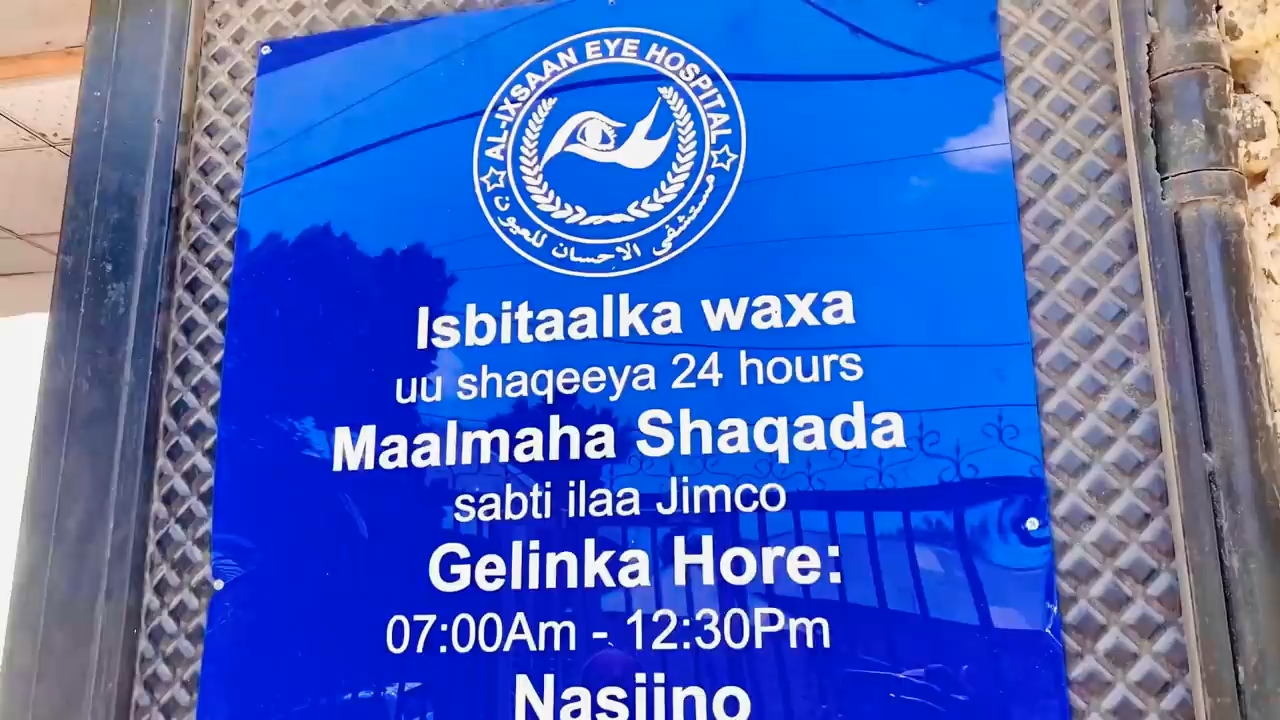 AL-IXSAAN EYE HOSPITAL
مستشفى الاحسان للعيون
Isbitaalka waxa
uu shaqeeya 24 hours
Maalmaha Shaqada
sabti ilaa Jimco
Gelinka Hore:
07:00Am - 12:30Pm
Nasiino